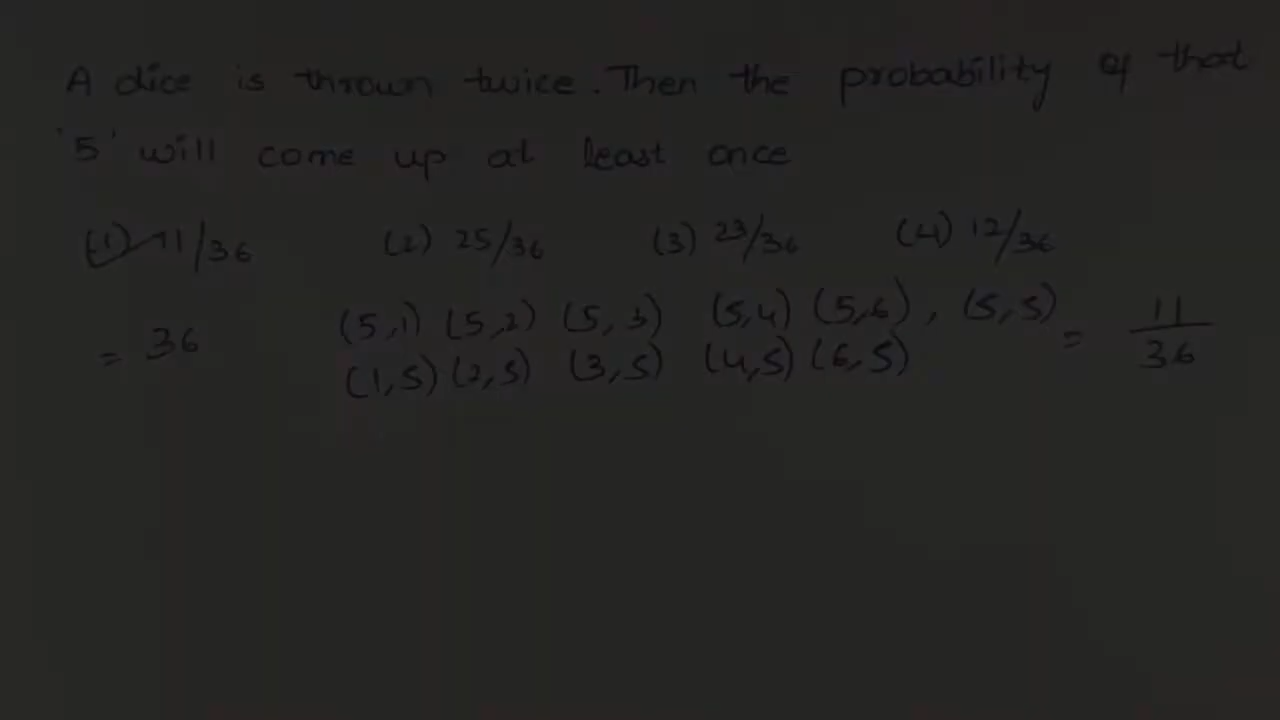 A dice is thrown twice. Then the probability of that
'5' will come up at least once
(1) 11/36 (2) 25/36 (3) 23/36 (4) 12/36
= 36 (5,1) (5,2) (5,3) (5,4) (5,6), (5,5) = 11/36
(1,5) (2,5) (3,5) (4,5) (6,5)